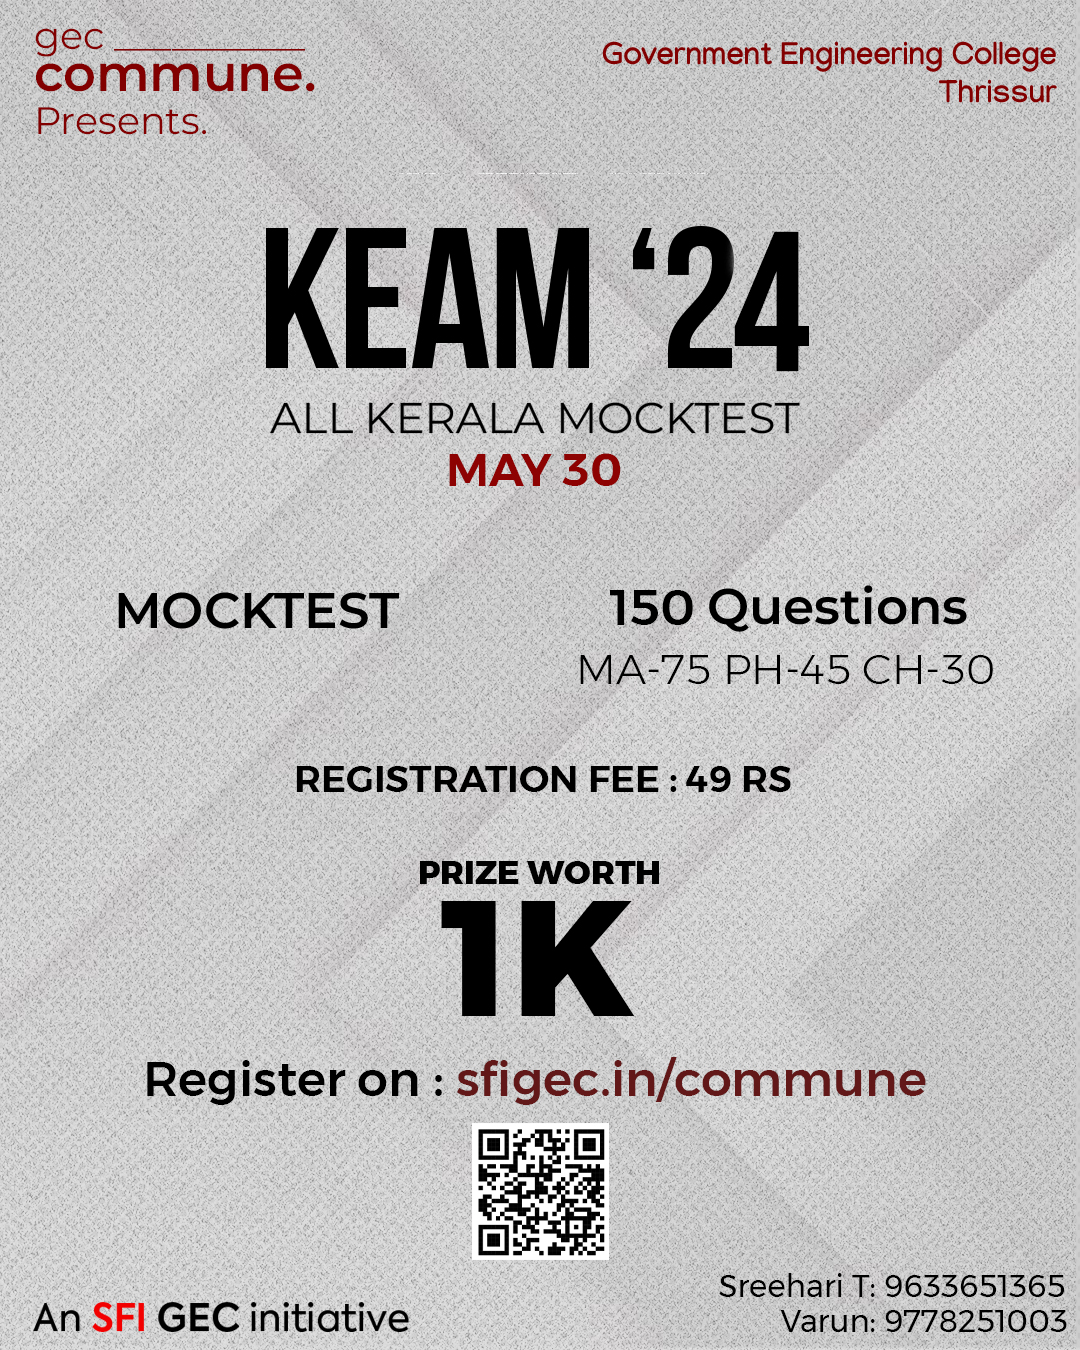 gec
commune.
Presents.
Government Engineering College
Thrissur
KEAM ‘24
ALL KERALA MOCKTEST
MAY 30
MOCKTEST
150 Questions
MA-75 PH-45 CH-30
REGISTRATION FEE : 49 RS
PRIZE WORTH
1K
Register on : sfigec.in/commune
An SFI GEC initiative
Sreehari T: 9633651365
Varun: 9778251003